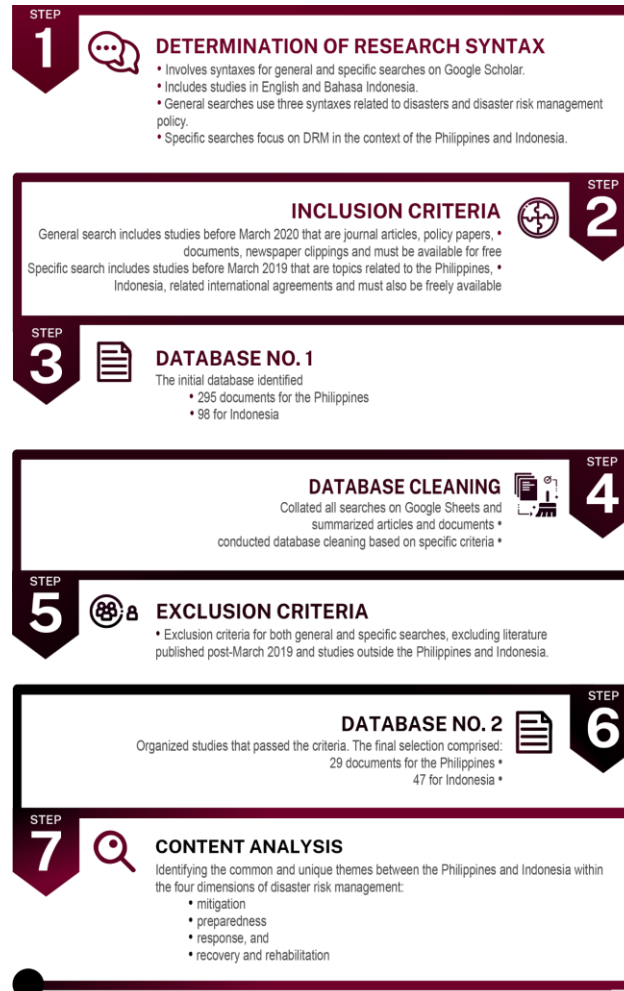 STEP
1
DETERMINATION OF RESEARCH SYNTAX
• Involves syntaxes for general and specific searches on Google Scholar.
• Includes studies in English and Bahasa Indonesia.
• General searches use three syntaxes related to disasters and disaster risk management
policy.
• Specific searches focus on DRM in the context of the Philippines and Indonesia.
STEP
2
INCLUSION CRITERIA
General search includes studies before March 2020 that are journal articles, policy papers, •
documents, newspaper clippings and must be available for free
Specific search includes studies before March 2019 that are topics related to the Philippines, •
Indonesia, related international agreements and must also be freely available
STEP
3
DATABASE NO. 1
The initial database identified
• 295 documents for the Philippines
• 98 for Indonesia
STEP
4
DATABASE CLEANING
Collated all searches on Google Sheets and
summarized articles and documents •
conducted database cleaning based on specific criteria •
STEP
5
EXCLUSION CRITERIA
• Exclusion criteria for both general and specific searches, excluding literature
published post-March 2019 and studies outside the Philippines and Indonesia.
STEP
6
DATABASE NO. 2
Organized studies that passed the criteria. The final selection comprised:
29 documents for the Philippines •
47 for Indonesia •
STEP
7
CONTENT ANALYSIS
Identifying the common and unique themes between the Philippines and Indonesia within
the four dimensions of disaster risk management:
• mitigation
• preparedness
• response, and
• recovery and rehabilitation